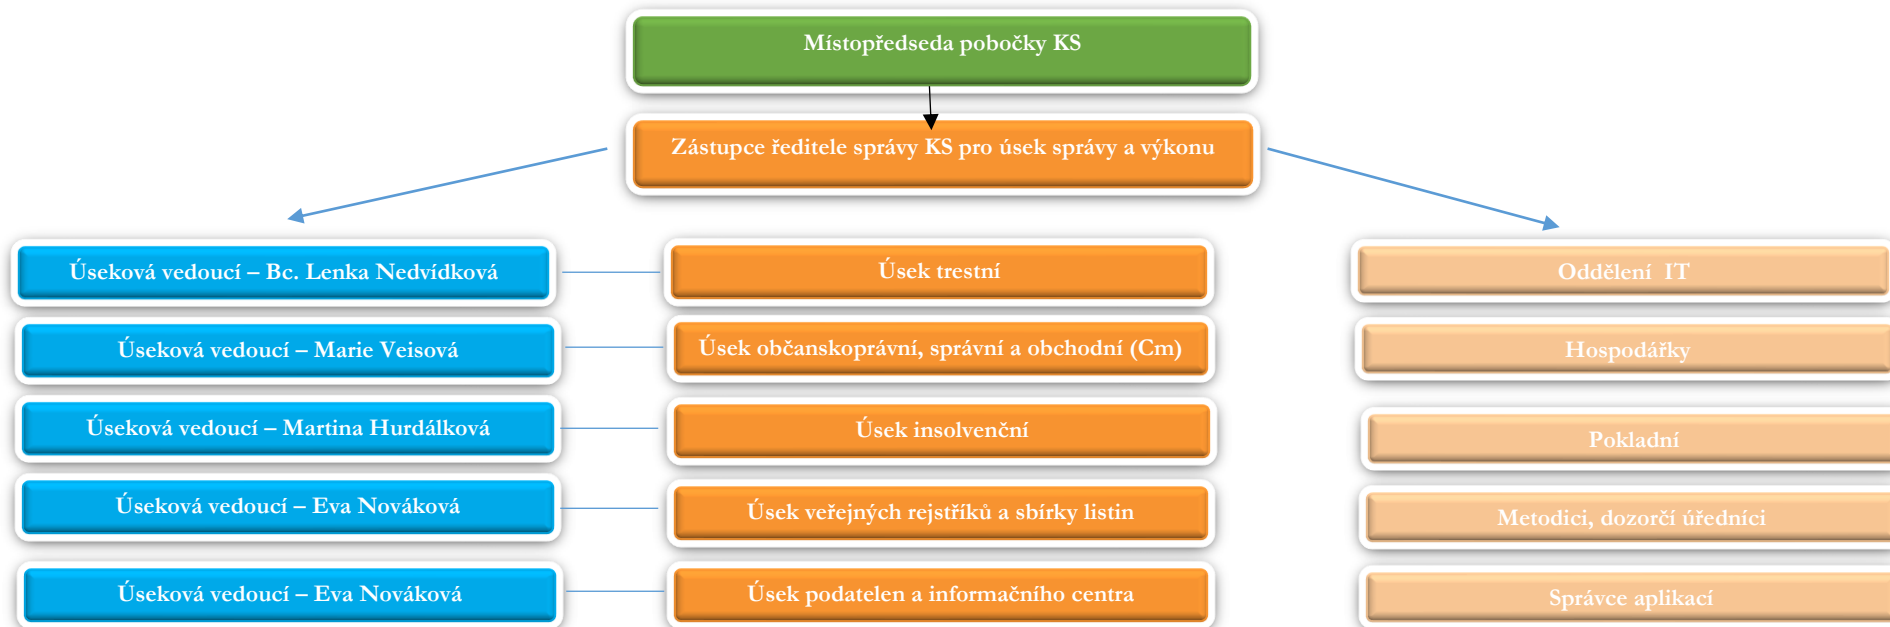 Místopředseda pobočky KS
Zástupce ředitele správy KS pro úsek správy a výkonu
Úseková vedoucí – Bc. Lenka Nedvídková
Úsek trestní
Oddělení IT
Úseková vedoucí – Marie Veisová
Úsek občanskoprávní, správní a obchodní (Cm)
Hospodářky
Úseková vedoucí – Martina Hurdálková
Úsek insolvenční
Pokladní
Úseková vedoucí – Eva Nováková
Úsek veřejných rejstříků a sbírky listin
Metodici, dozorčí úředníci
Úseková vedoucí – Eva Nováková
Úsek podatelen a informačního centra
Správce aplikací